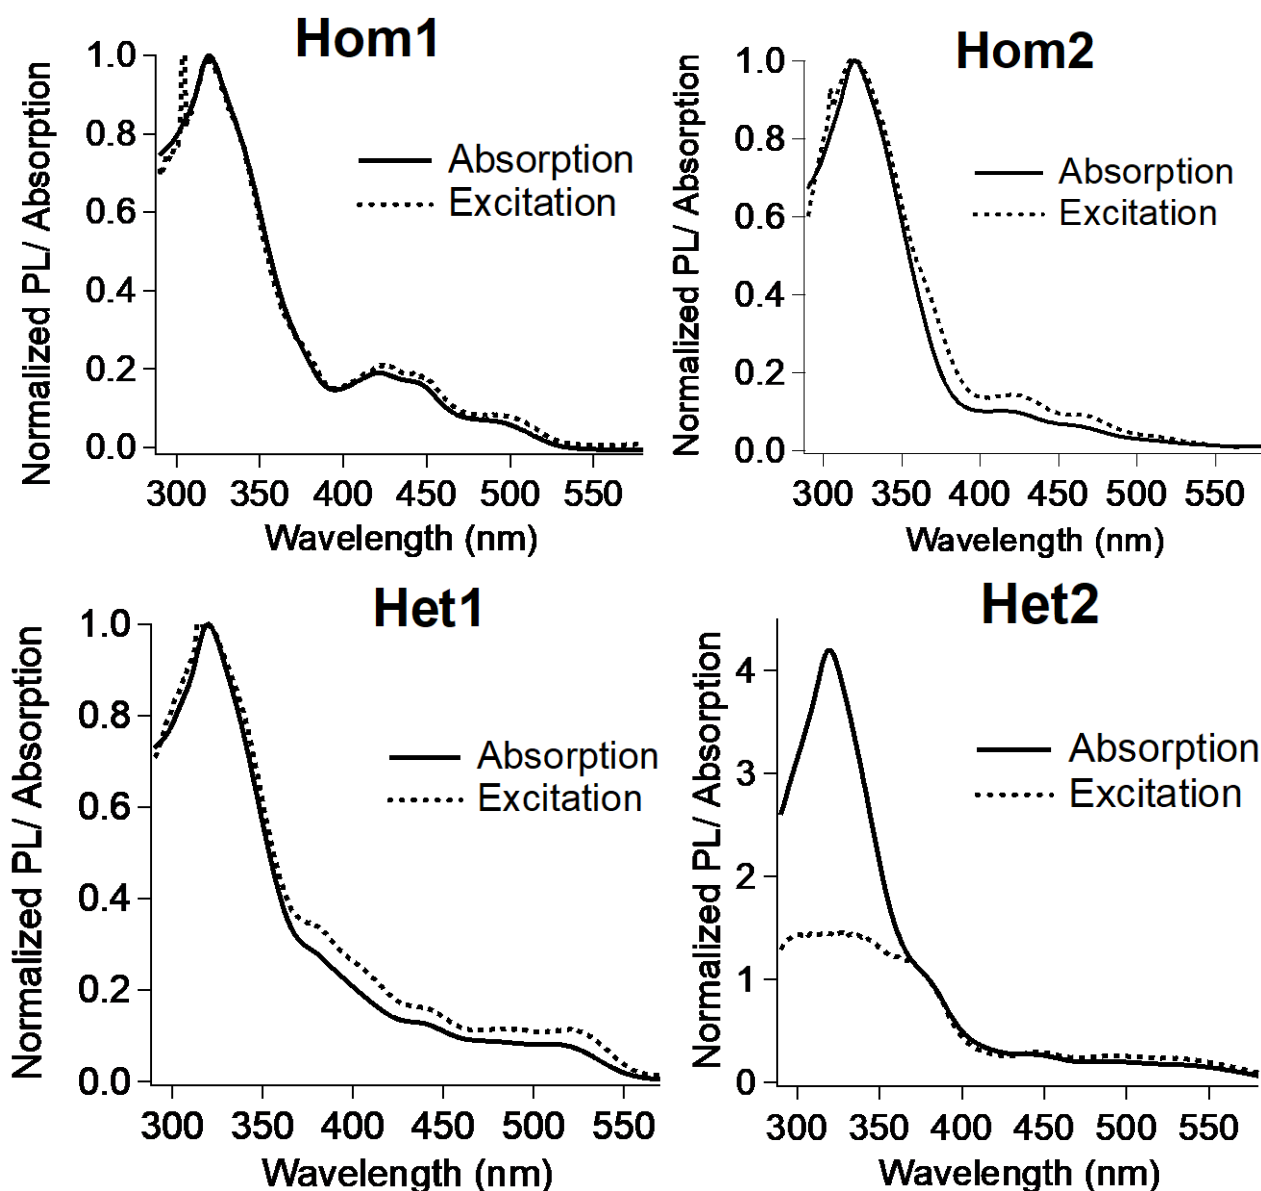 Hom1
Normalized PL/ Absorption
1.0
0.8
0.6
0.4
0.2
0.0
Absorption
Excitation
300 350 400 450 500 550
Wavelength (nm)
Hom2
Normalized PL/ Absorption
1.0
0.8
0.6
0.4
0.2
0.0
Absorption
Excitation
300 350 400 450 500 550
Wavelength (nm)
Het1
Normalized PL/ Absorption
1.0
0.8
0.6
0.4
0.2
0.0
Absorption
Excitation
300 350 400 450 500 550
Wavelength (nm)
Het2
Normalized PL/ Absorption
4
3
2
1
0
Absorption
Excitation
300 350 400 450 500 550
Wavelength (nm)